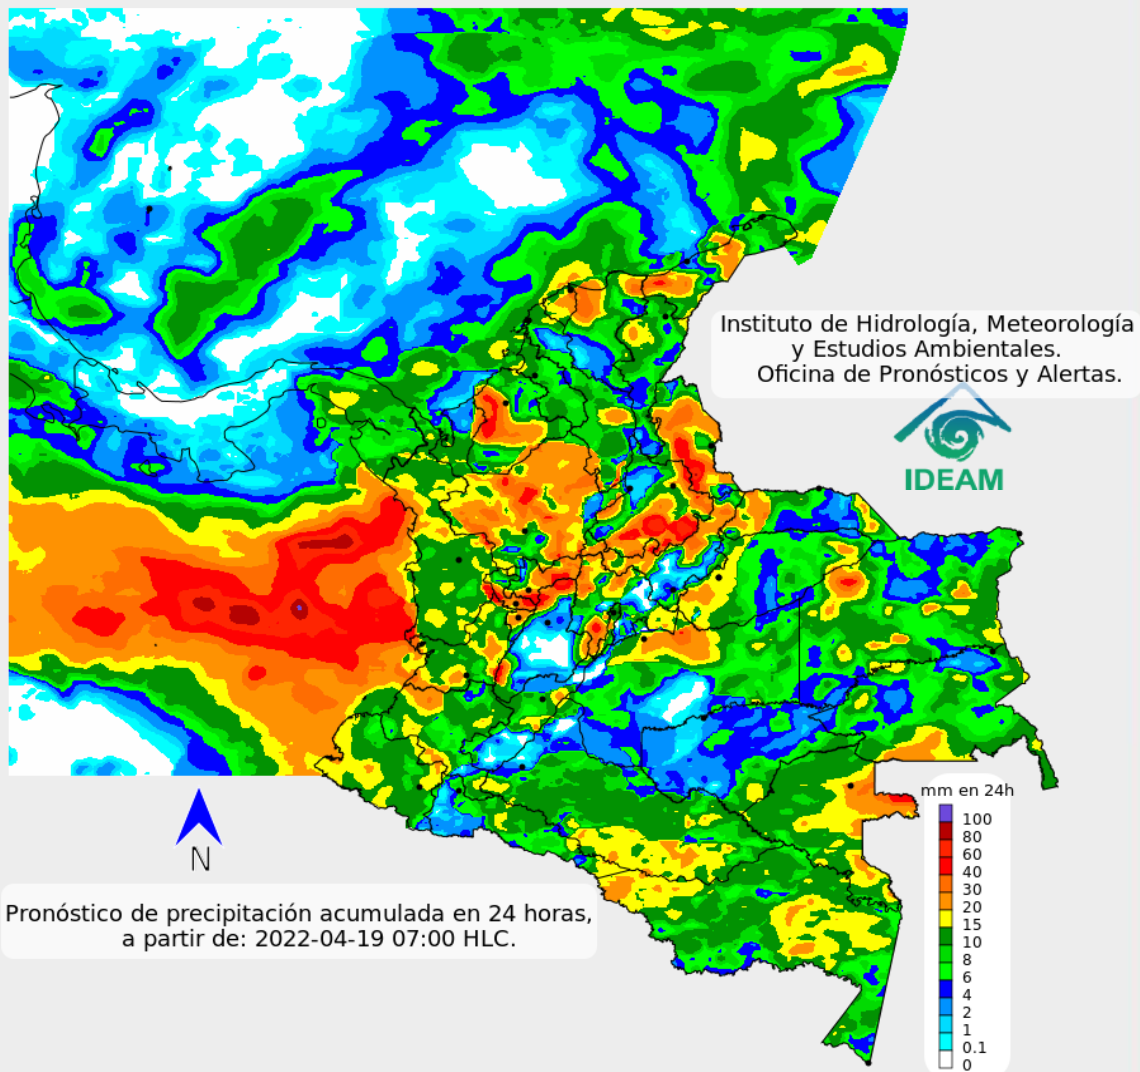 Instituto de Hidrología, Meteorología
y Estudios Ambientales.
Oficina de Pronósticos y Alertas.
IDEAM
mm en 24h
100
80
60
40
30
20
15
10
8
6
4
2
1
0.1
0
N
Pronóstico de precipitación acumulada en 24 horas,
a partir de: 2022-04-19 07:00 HLC.